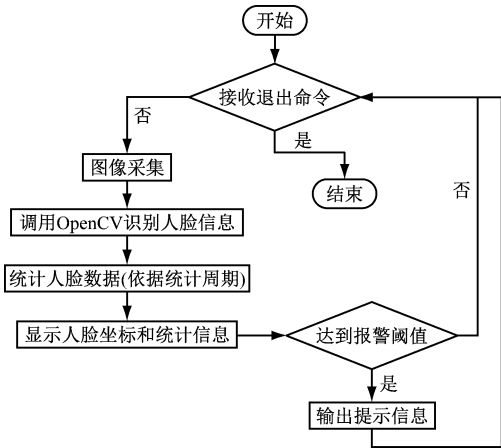 开始
接收退出命令
否
是
图像采集
结束
否
调用OpenCV识别人脸信息
统计人脸数据(依据统计周期)
显示人脸坐标和统计信息
达到报警阈值
是
输出提示信息